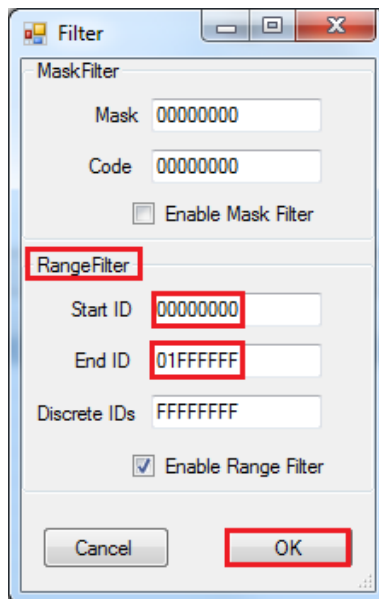 Filter
MaskFilter
Mask 00000000
Code 00000000
Enable Mask Filter
RangeFilter
Start ID 00000000
End ID 01FFFFFF
Discrete IDs FFFFFFFF
Enable Range Filter
Cancel OK